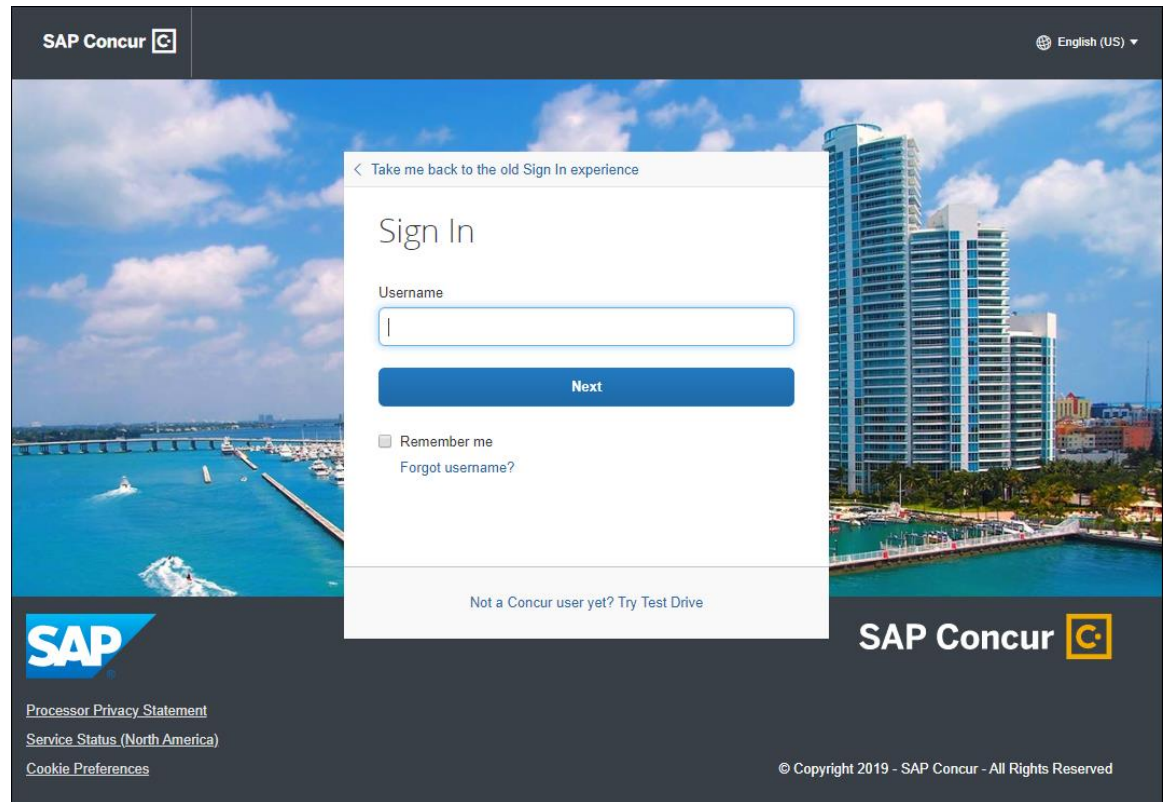 SAP Concur
English (US)
Take me back to the old Sign In experience
Sign In
Username
Next
Remember me
Forgot username?
Not a Concur user yet? Try Test Drive
SAP
SAP Concur
Processor Privacy Statement
Service Status (North America)
Cookie Preferences
© Copyright 2019 - SAP Concur - All Rights Reserved